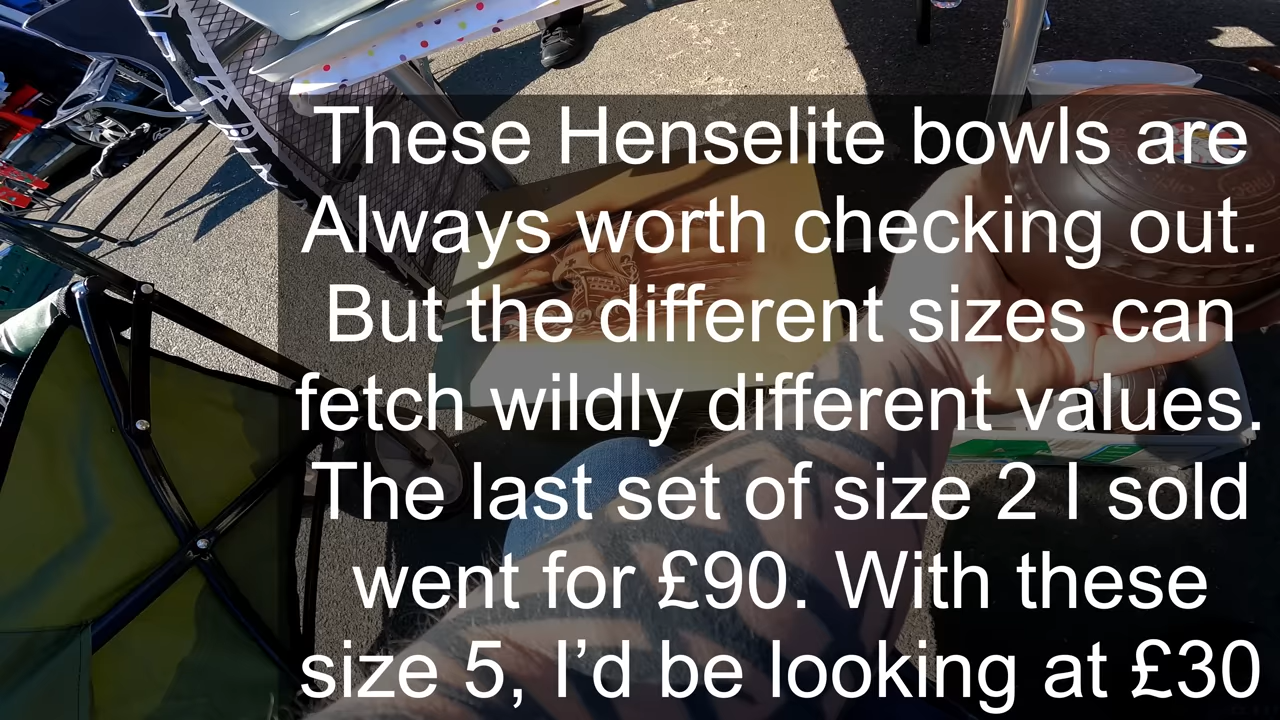 These Henselite bowls are
Always worth checking out.
But the different sizes can
fetch wildly different values.
The last set of size 2 I sold
went for £90. With these
size 5, I’d be looking at £30